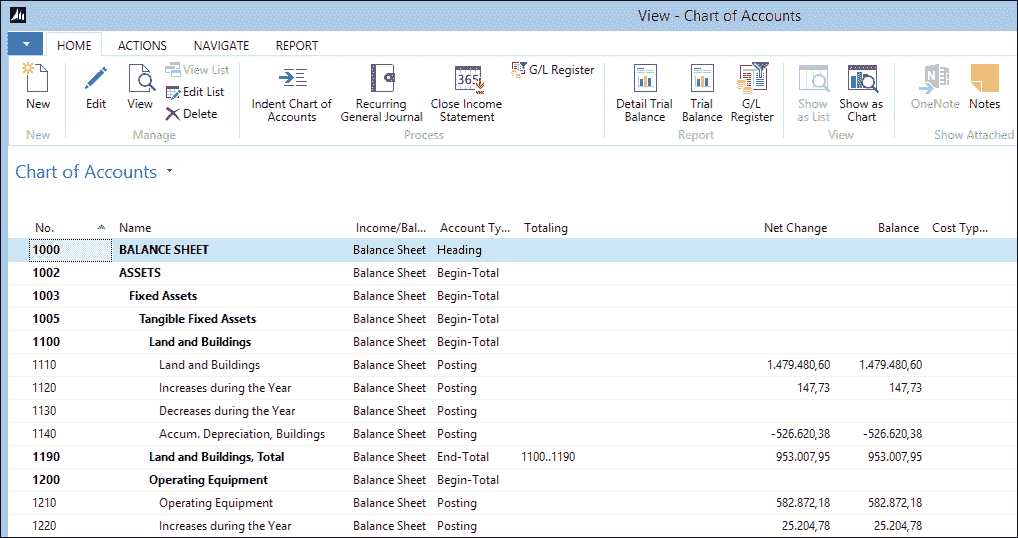 View - Chart of Accounts
HOME ACTIONS NAVIGATE REPORT
New
Edit
View
View List
Edit List
Delete
Indent Chart of Accounts
Recurring General Journal
Close Income Statement
365
G/L Register
Detail Trial Balance
Trial Balance
G/L Register
Show as List
Show as Chart
N
OneNote
Notes
New Manage Process Report View Show Attached
Chart of Accounts
No. Name Income/Bal... Account Ty... Totaling Net Change Balance Cost Typ...
1000 BALANCE SHEET Balance Sheet Heading
1002 ASSETS Balance Sheet Begin-Total
1003 Fixed Assets Balance Sheet Begin-Total
1005 Tangible Fixed Assets Balance Sheet Begin-Total
1100 Land and Buildings Balance Sheet Begin-Total
1110 Land and Buildings Balance Sheet Posting 1.479.480,60 1.479.480,60
1120 Increases during the Year Balance Sheet Posting 147,73 147,73
1130 Decreases during the Year Balance Sheet Posting
1140 Accum. Depreciation, Buildings Balance Sheet Posting -526.620,38 -526.620,38
1190 Land and Buildings, Total Balance Sheet End-Total 1100..1190 953.007,95 953.007,95
1200 Operating Equipment Balance Sheet Begin-Total
1210 Operating Equipment Balance Sheet Posting 582.872,18 582.872,18
1220 Increases during the Year Balance Sheet Posting 25.204,78 25.204,78